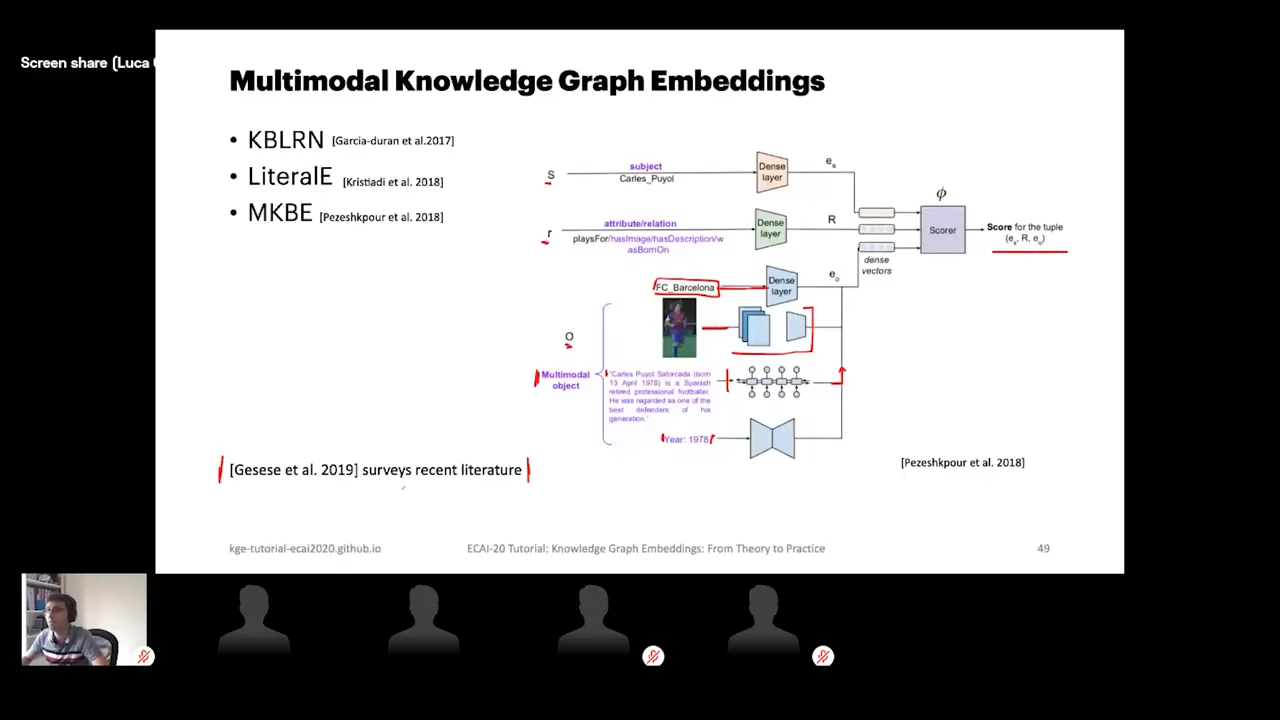 Screen share (Luca
Multimodal Knowledge Graph Embeddings
• KBLRN [Garcia-duran et al.2017]
• LiteralE [Kristiadi et al. 2018]
• MKBE [Pezeshkpour et al. 2018]
S
subject
Carles_Puyol
Dense
layer
e_s
r
attribute/relation
playsFor/hasImage/hasDescription/w
asBornOn
Dense
layer
R
ϕ
Scorer
Score for the tuple
(e_s, R, e_o)
dense
vectors
FC_Barcelona
Dense
layer
e_o
O
Multimodal
object
"Carles Puyol Saforcada (born
13 April 1978) is a Spanish
retired professional footballer.
He was regarded as one of the
best defenders of his
generation."
Year: 1978
[Pezeshkpour et al. 2018]
[Gesese et al. 2019] surveys recent literature
kge-tutorial-ecai2020.github.io
ECAI-20 Tutorial: Knowledge Graph Embeddings: From Theory to Practice
49